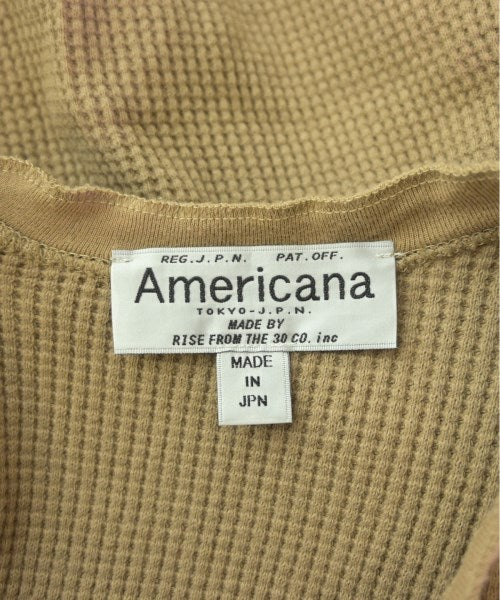 REG.J.P.N. PAT.OFF.
Americana
TOKYO-J.P.N.
MADE BY
RISE FROM THE 30 CO. inc
MADE
IN
JPN